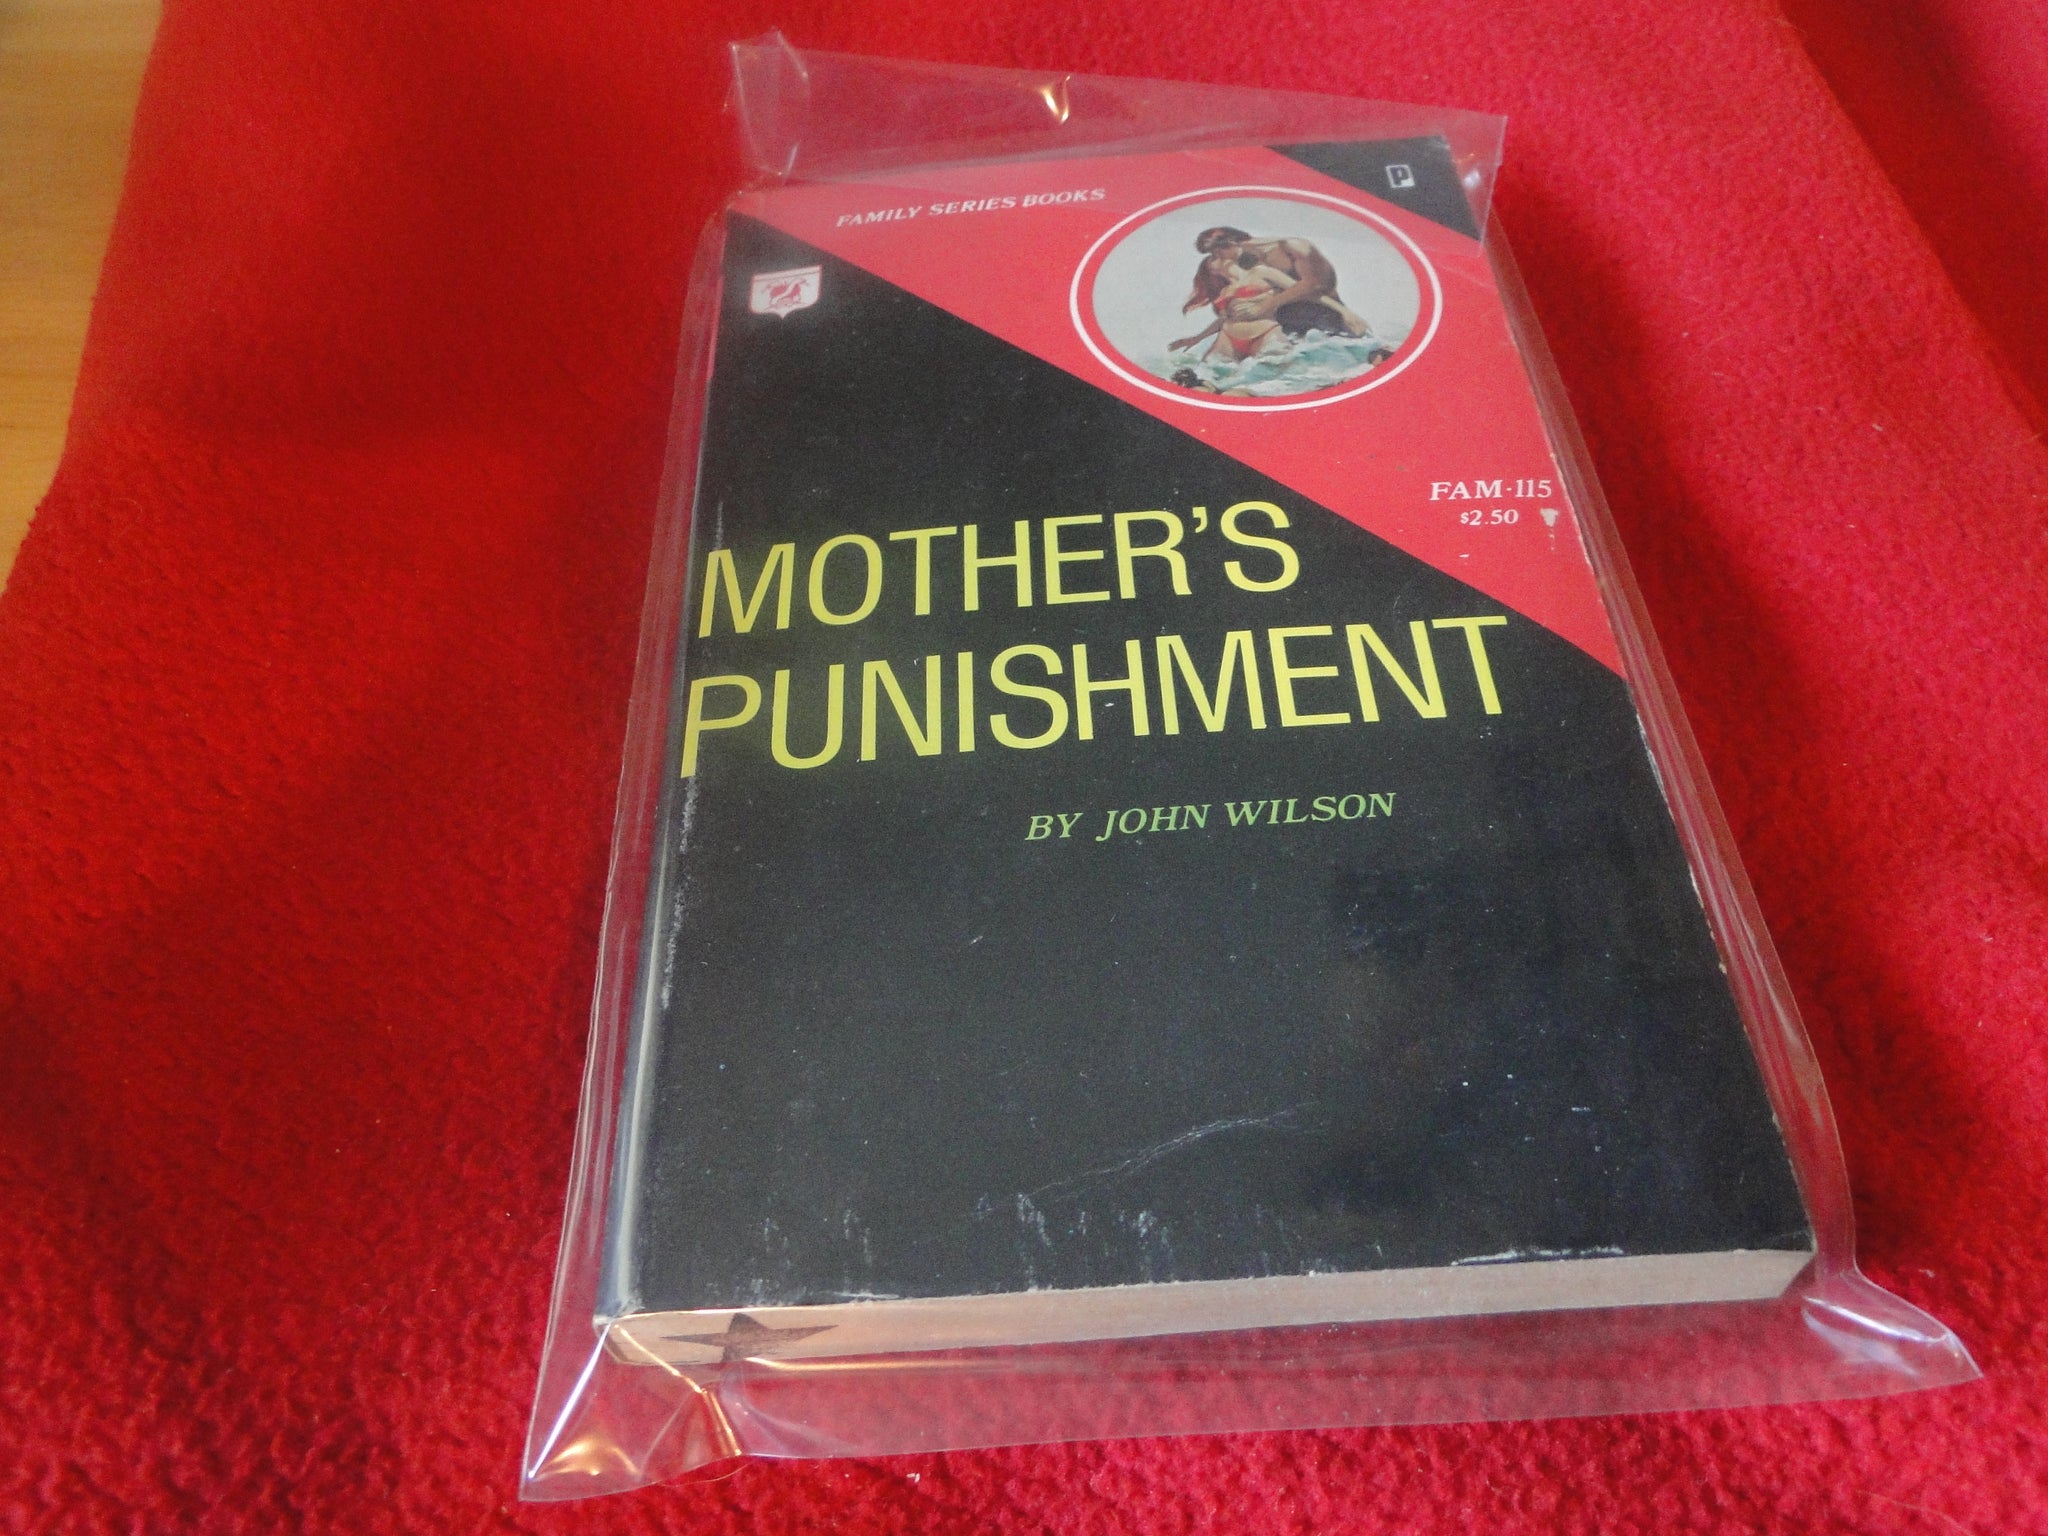 FAMILY SERIES BOOKS
P
FAM-115
$2.50
MOTHER'S
PUNISHMENT
BY JOHN WILSON